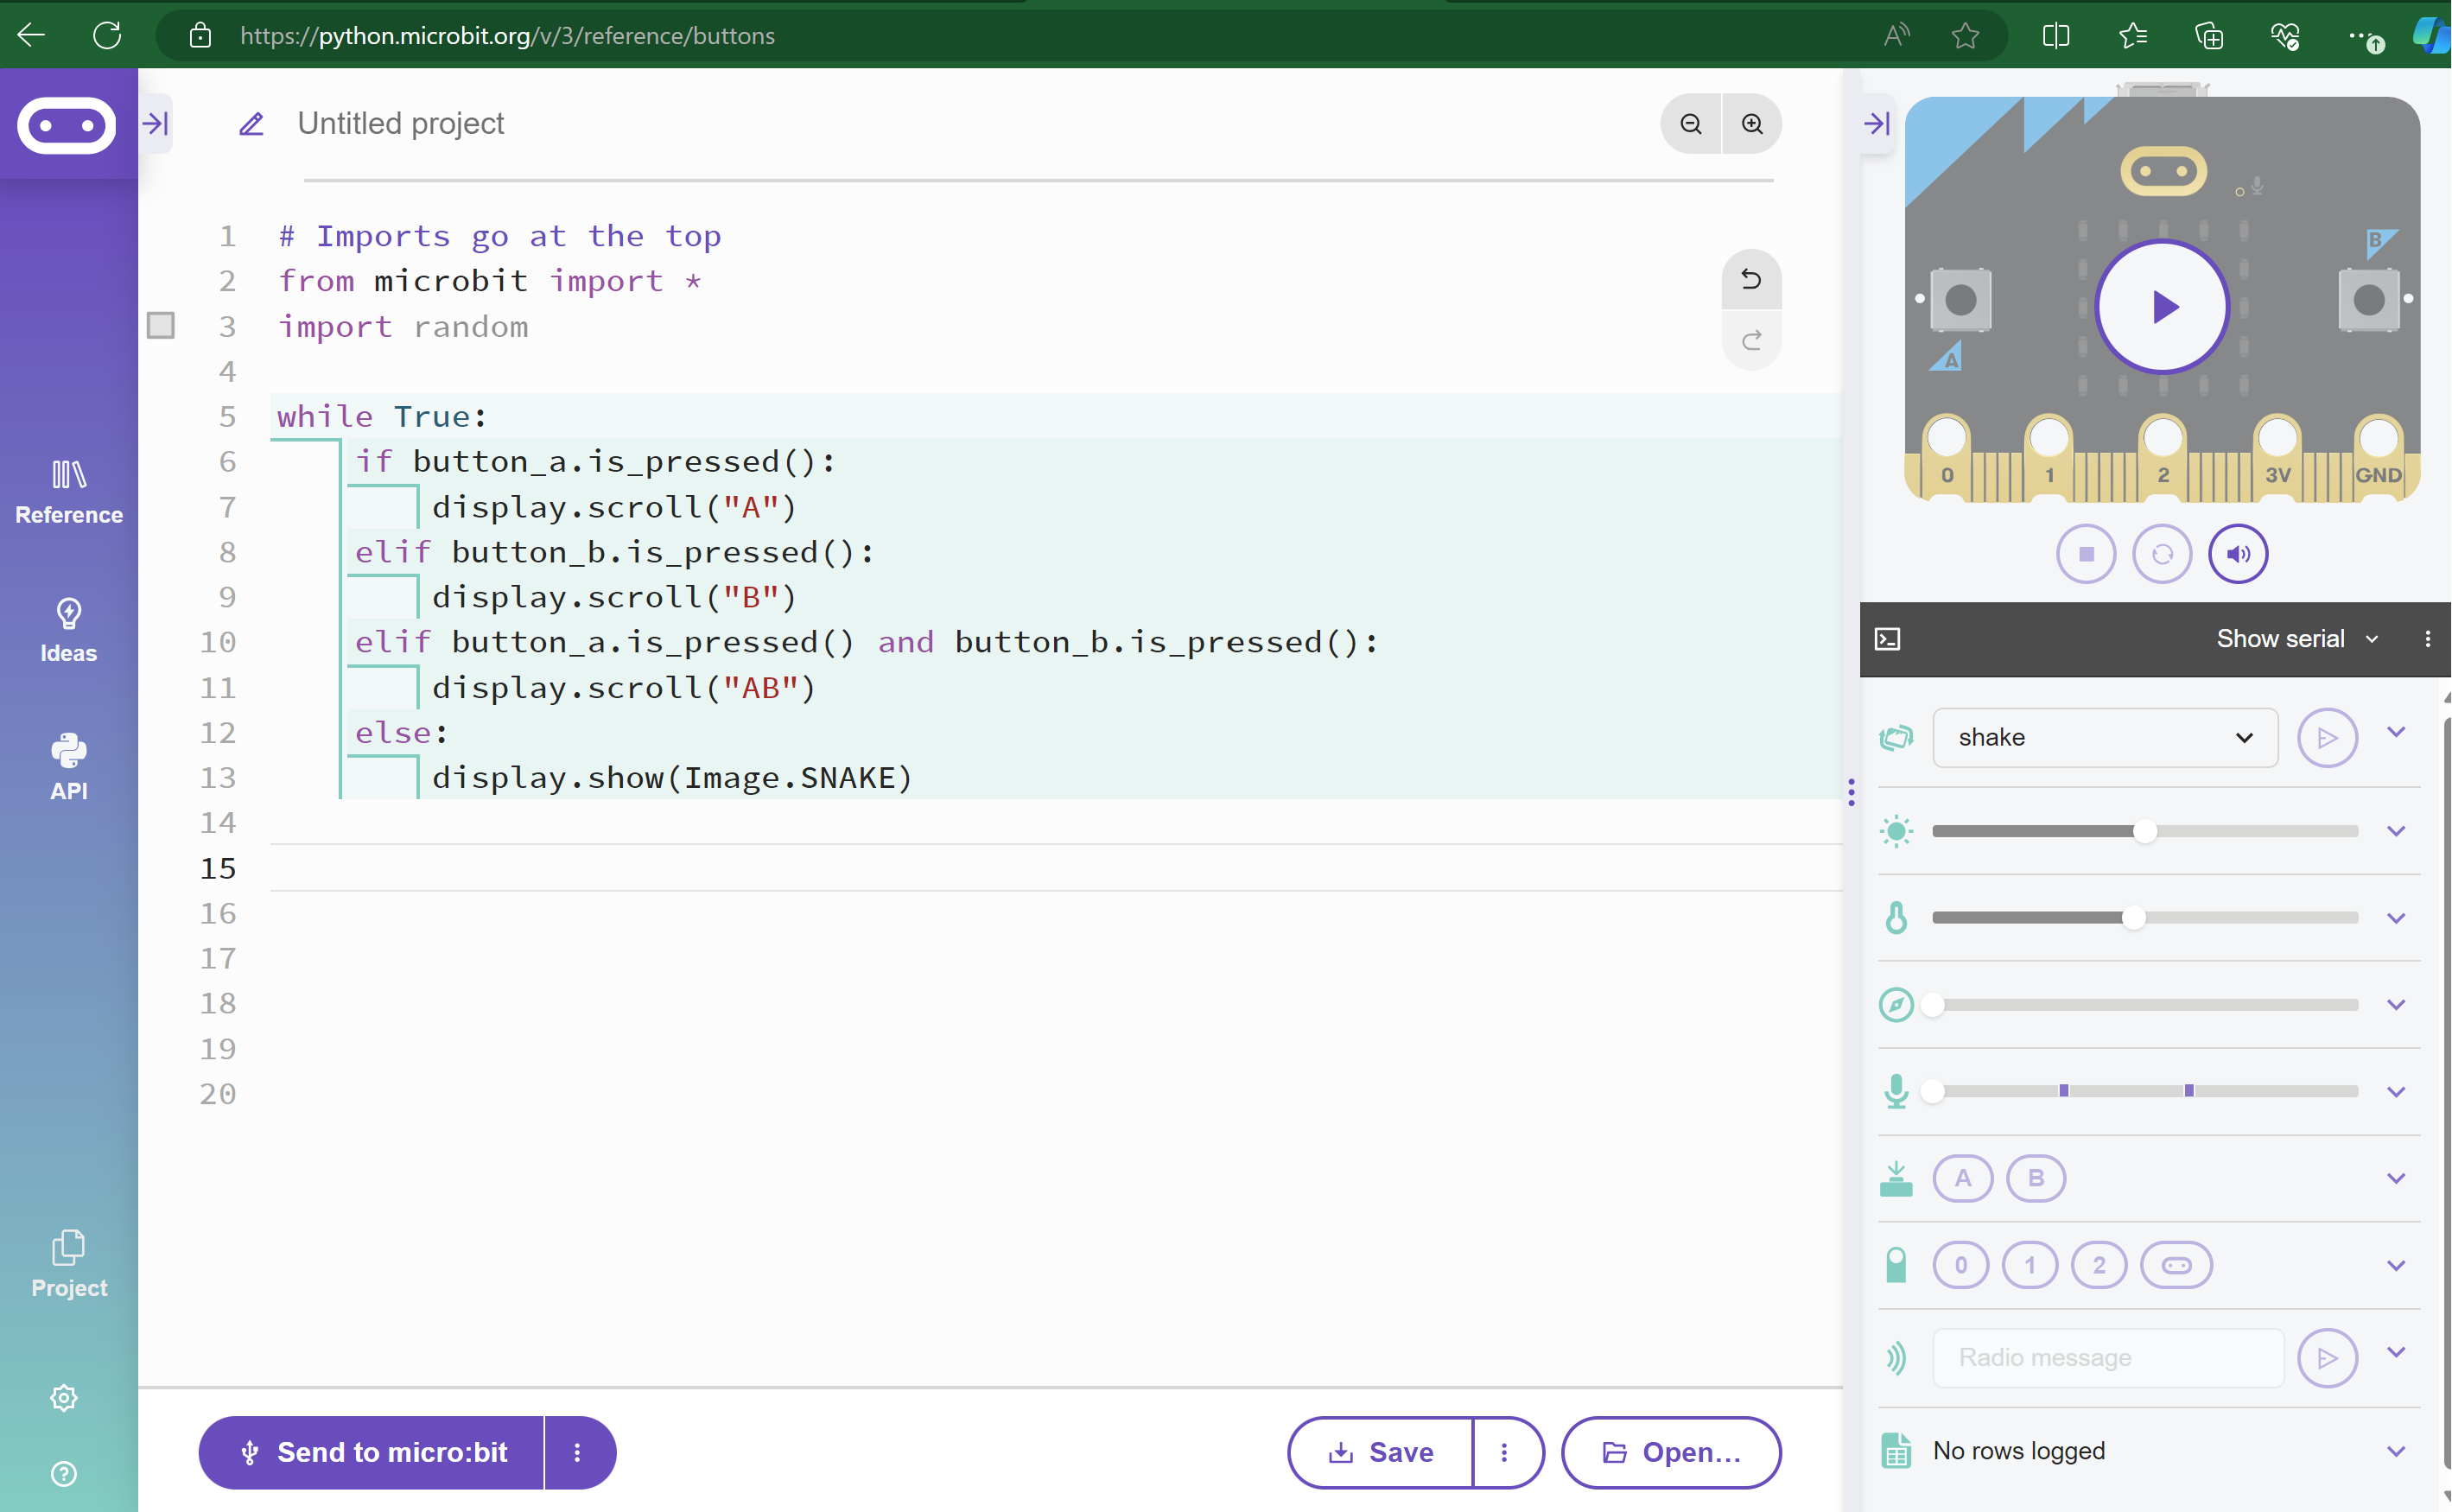 https://python.microbit.org/v/3/reference/buttons
Untitled project
Reference
Ideas
API
Project
1 # Imports go at the top
2 from microbit import *
3 import random
4
5 while True:
6 if button_a.is_pressed():
7 display.scroll("A")
8 elif button_b.is_pressed():
9 display.scroll("B")
10 elif button_a.is_pressed() and button_b.is_pressed():
11 display.scroll("AB")
12 else:
13 display.show(Image.SNAKE)
14
15
16
17
18
19
20
Send to micro:bit
Save
Open...
B
A
0 1 2 3V GND
Show serial
shake
A B
0 1 2
Radio message
No rows logged